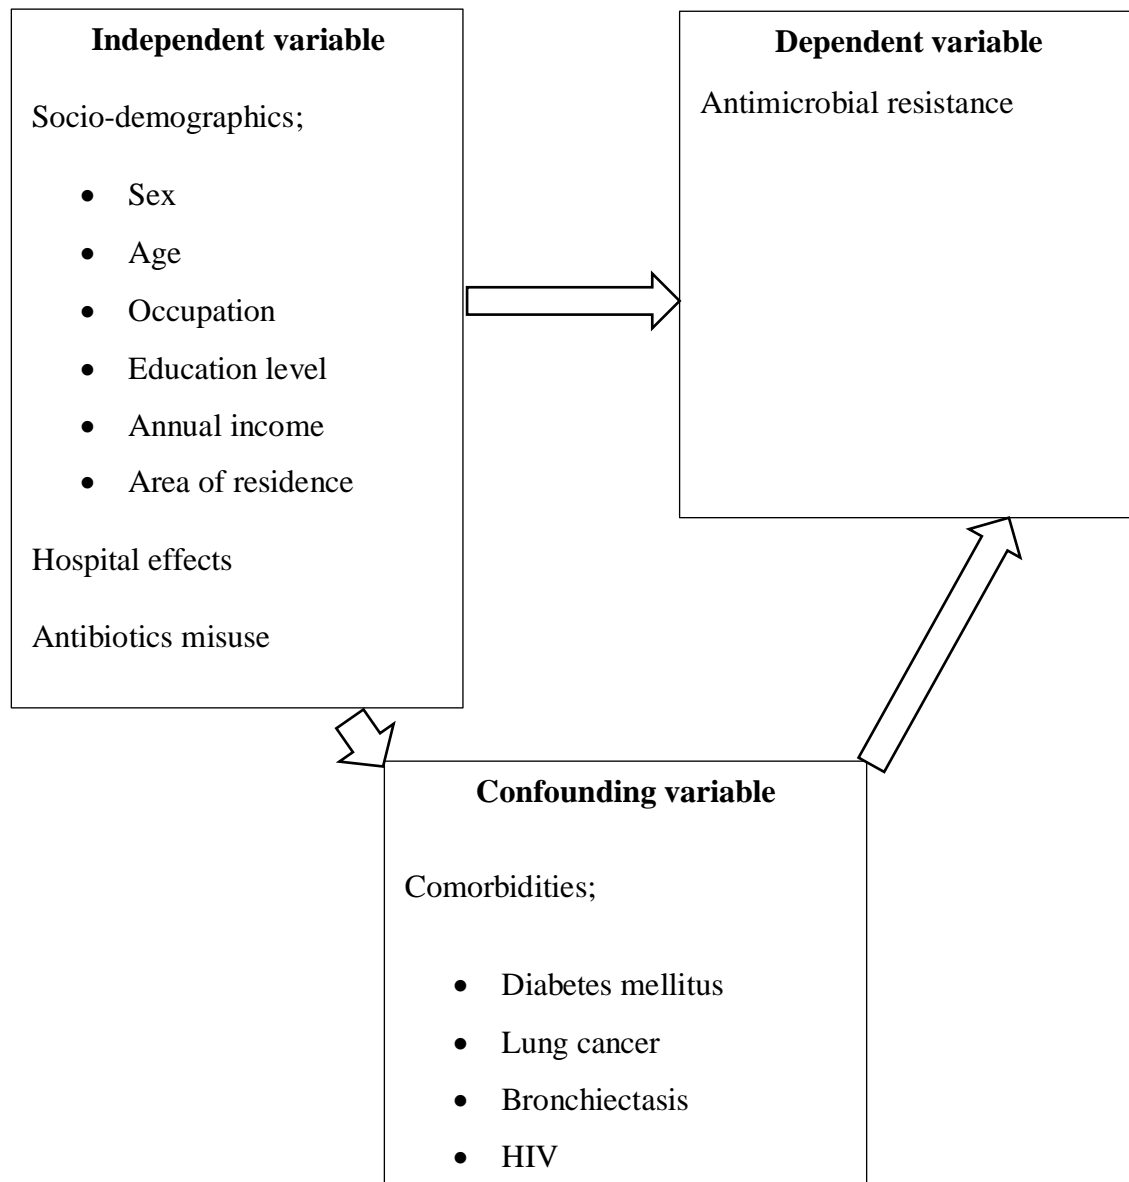 Independent variable
Socio-demographics;
• Sex
• Age
• Occupation
• Education level
• Annual income
• Area of residence
Hospital effects
Antibiotics misuse
Dependent variable
Antimicrobial resistance
Confounding variable
Comorbidities;
• Diabetes mellitus
• Lung cancer
• Bronchiectasis
• HIV